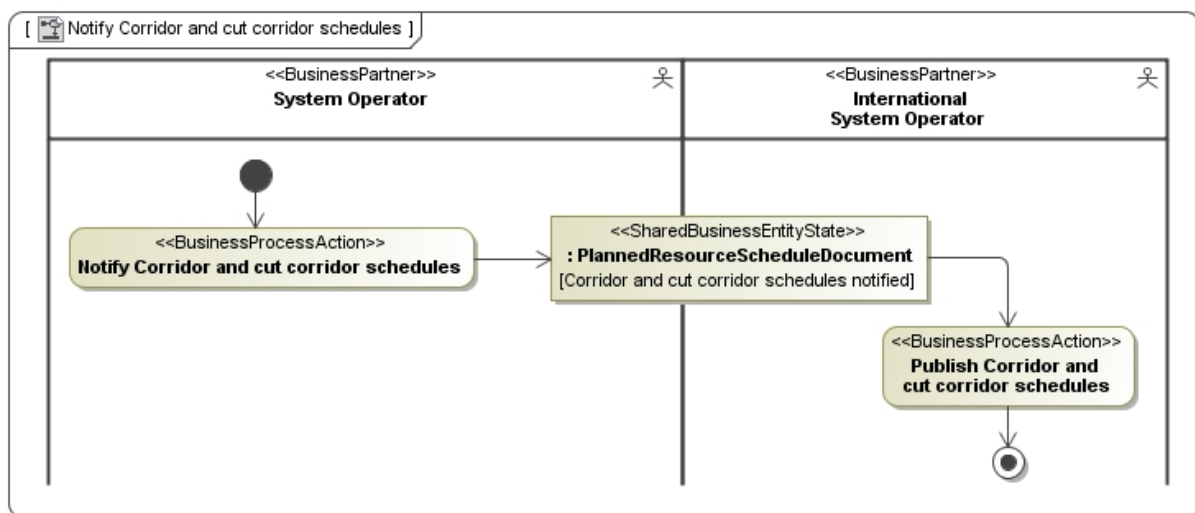 [ Notify Corridor and cut corridor schedules ]
<<BusinessPartner>>
System Operator
<<BusinessPartner>>
International
System Operator
<<BusinessProcessAction>>
Notify Corridor and cut corridor schedules
<<SharedBusinessEntityState>>
: PlannedResourceScheduleDocument
[Corridor and cut corridor schedules notified]
<<BusinessProcessAction>>
Publish Corridor and
cut corridor schedules